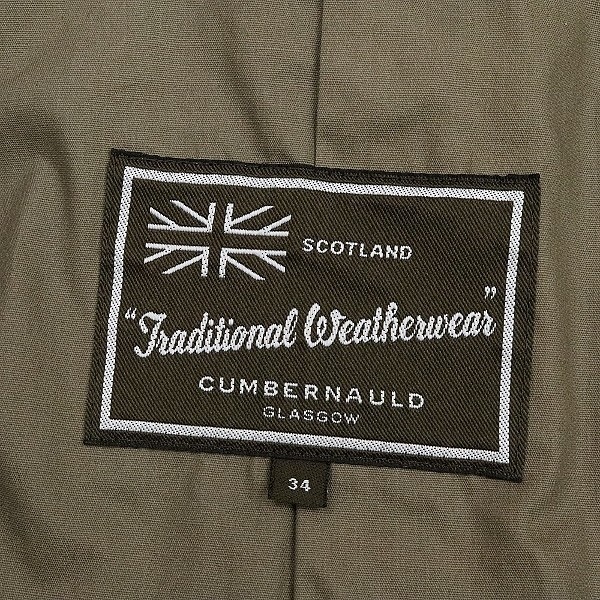 SCOTLAND
"Traditional Weatherwear"
CUMBERNAULD
GLASGOW
34